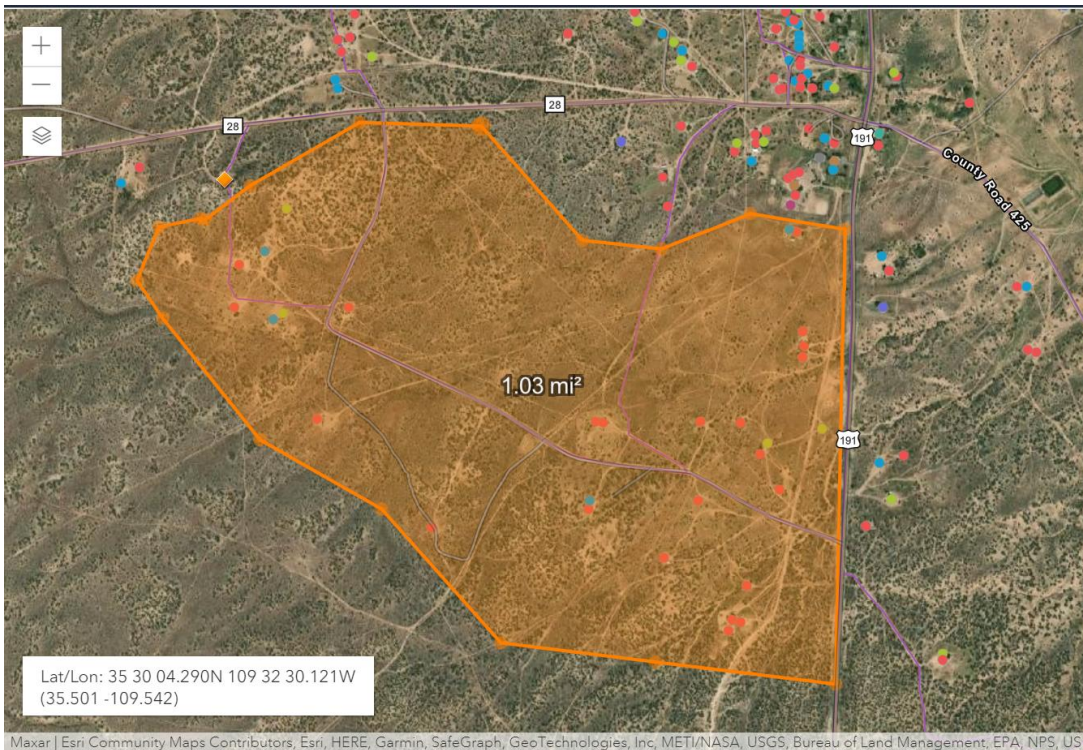 +
28
28
191
County Road 425
1.03 mi²
191
−
Lat/Lon: 35 30 04.290N 109 32 30.121W
(35.501 -109.542)
Maxar | Esri Community Maps Contributors, Esri, HERE, Garmin, SafeGraph, GeoTechnologies, Inc, METI/NASA, USGS, Bureau of Land Management, EPA, NPS, US